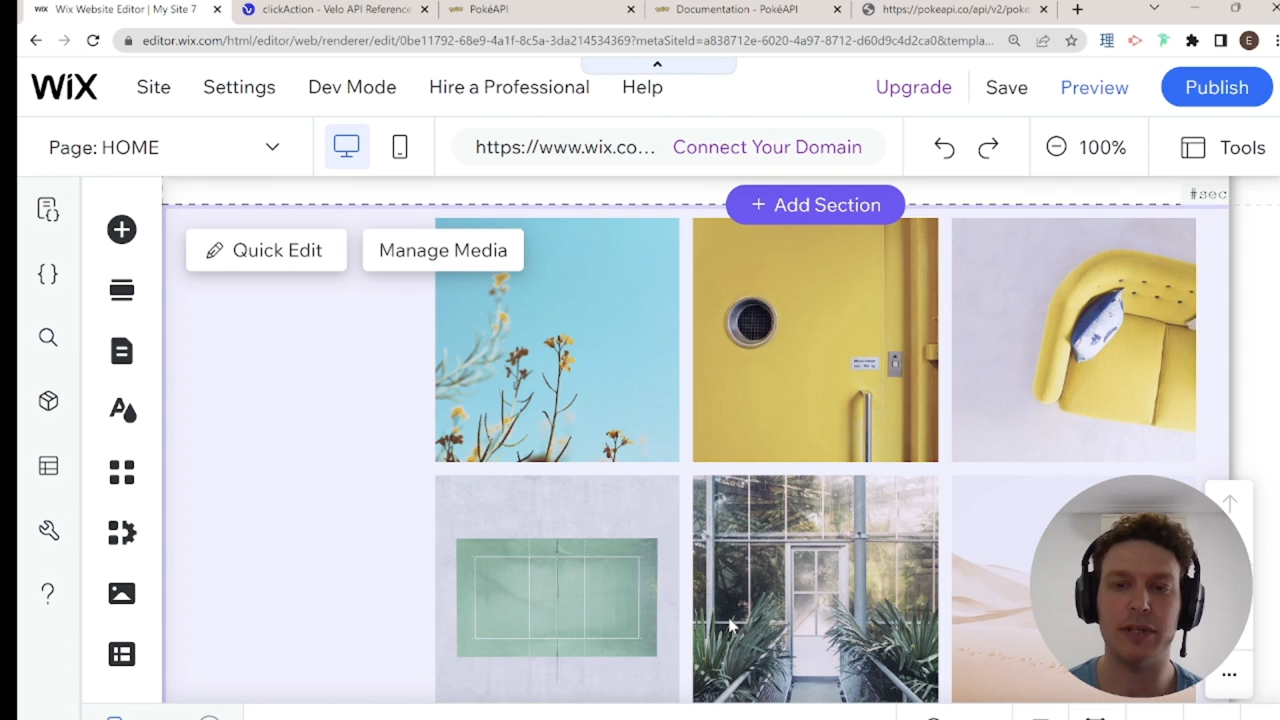 WiX Wix Website Editor | My Site 7
clickAction - Velo API Reference
PokéAPI
Documentation - PokéAPI
https://pokeapi.co/api/v2/poke
editor.wix.com/html/editor/web/renderer/edit/0be11792-68e9-4a1f-8c5a-3da214534369?metaSiteId=a838712e-6020-4a97-8712-d60d9c4d2ca0&templa...
E
WiX
Site
Settings
Dev Mode
Hire a Professional
Help
Upgrade
Save
Preview
Publish
Page: HOME
https://www.wix.co...
Connect Your Domain
100%
Tools
+ Add Section
#sec
Quick Edit
Manage Media